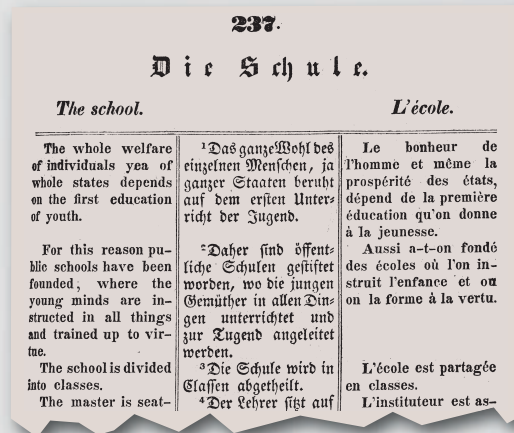 237.
Die Schule.
The school.
L'école.
The whole welfare
of individuals yea of
whole states depends
on the first education
of youth.
For this reason pu-
blic schools have been
founded, where the
young minds are in-
structed in all things
and trained up to vir-
tue.
The school is divided
into classes.
The master is seat-
¹Das ganze Wohl des
einzelnen Menschen, ja
ganzer Staaten beruht
auf dem ersten Unter-
richt der Jugend.
²Daher sind öffent-
liche Schulen gestiftet
worden, wo die jungen
Gemüther in allen Din-
gen unterrichtet und
zur Tugend angeleitet
werden.
³Die Schule wird in
Classen abgetheilt.
⁴Der Lehrer sitzt auf
Le bonheur de
l'homme et même la
prospérité des états,
dépend de la première
éducation qu'on donne
à la jeunesse.
Aussi a-t-on fondé
des écoles où l'on in-
struit l'enfance et ou
on la forme à la vertu.
L'école est partagée
en classes.
L'instituteur est as-